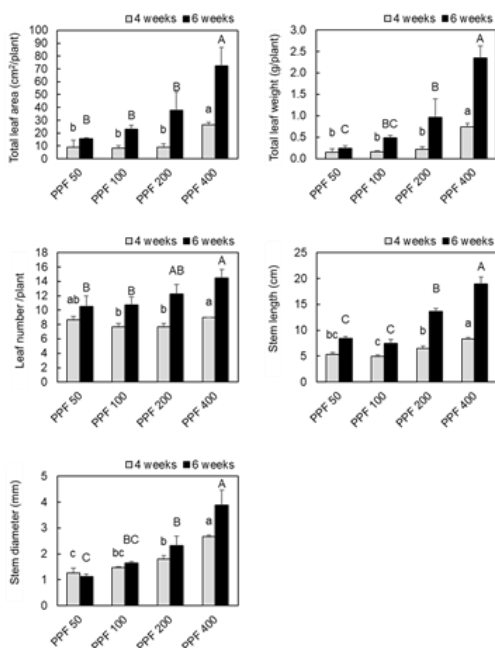 4 weeks 6 weeks
Total leaf area (cm²/plant)
100
90
80
70
60
50
40
30
20
10
0
b B b B b B a A
PPF 50 PPF 100 PPF 200 PPF 400
4 weeks 6 weeks
Total leaf weight (g/plant)
3.0
2.5
2.0
1.5
1.0
0.5
0.0
b C b BC b B a A
PPF 50 PPF 100 PPF 200 PPF 400
4 weeks 6 weeks
Leaf number /plant
18
16
14
12
10
8
6
4
2
0
ab B b B b AB a A
PPF 50 PPF 100 PPF 200 PPF 400
4 weeks 6 weeks
Stem length (cm)
25
20
15
10
5
0
bc C c C b B a A
PPF 50 PPF 100 PPF 200 PPF 400
4 weeks 6 weeks
Stem diameter (mm)
5
4
3
2
1
0
c C bc BC b B a A
PPF 50 PPF 100 PPF 200 PPF 400